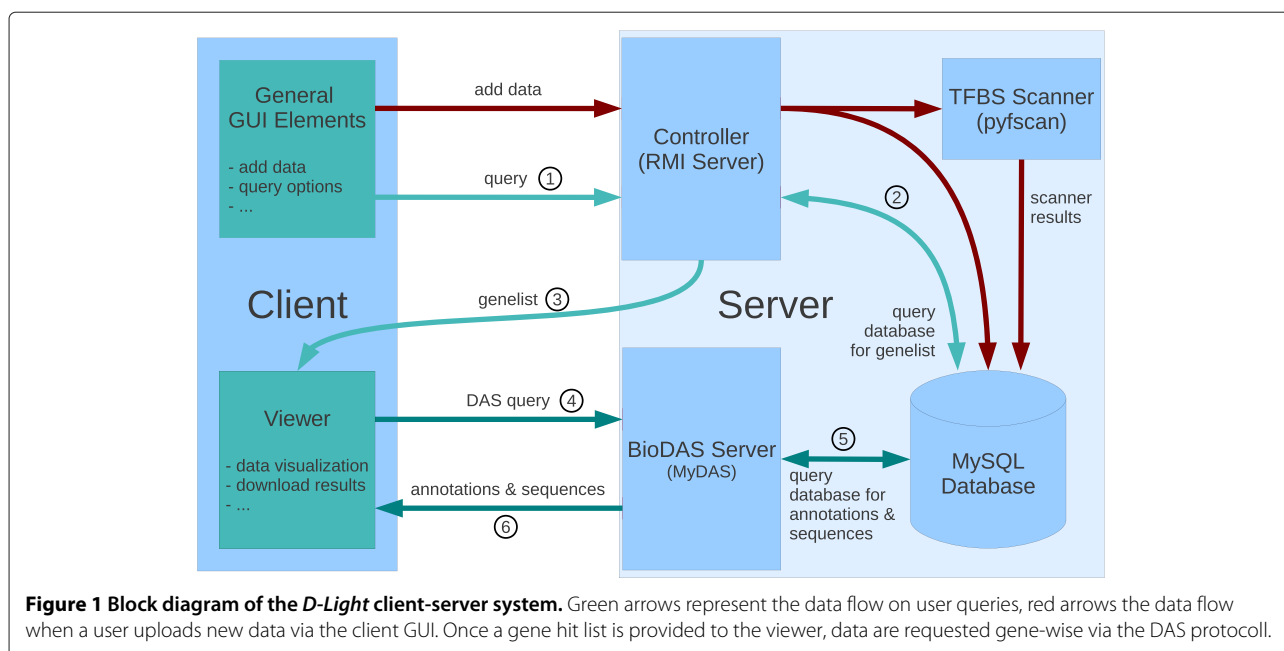 General
GUI Elements
- add data
- query options
- ...
add data
query 1
Controller
(RMI Server)
TFBS Scanner
(pyfscan)
2
scanner
results
Client
genelist 3
Server
query
database
for genelist
Viewer
- data visualization
- download results
- ...
DAS query 4
annotations & sequences
6
BioDAS Server
(MyDAS)
5
query
database for
annotations &
sequences
MySQL
Database
Figure 1 Block diagram of the D-Light client-server system. Green arrows represent the data flow on user queries, red arrows the data flow
when a user uploads new data via the client GUI. Once a gene hit list is provided to the viewer, data are requested gene-wise via the DAS protocoll.